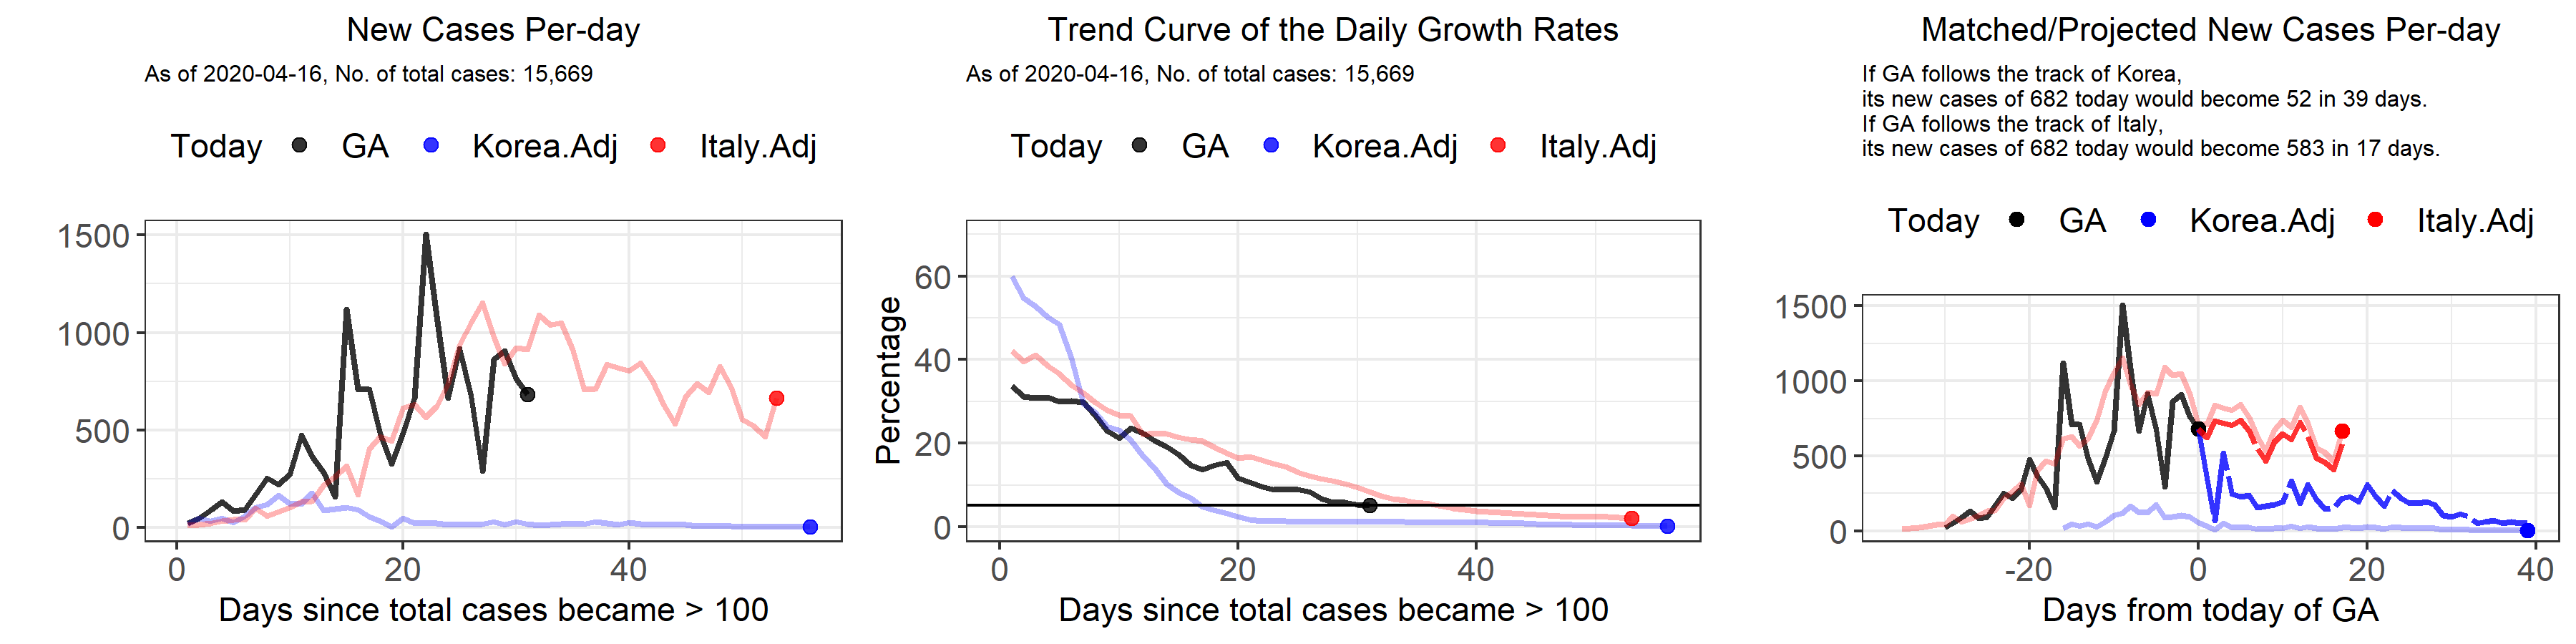 New Cases Per-day
As of 2020-04-16, No. of total cases: 15,669
Today GA Korea.Adj Italy.Adj
1500
1000
500
0
0 20 40
Days since total cases became > 100
Trend Curve of the Daily Growth Rates
As of 2020-04-16, No. of total cases: 15,669
Today GA Korea.Adj Italy.Adj
Percentage
60
40
20
0
0 20 40
Days since total cases became > 100
Matched/Projected New Cases Per-day
If GA follows the track of Korea,
its new cases of 682 today would become 52 in 39 days.
If GA follows the track of Italy,
its new cases of 682 today would become 583 in 17 days.
Today GA Korea.Adj Italy.Adj
1500
1000
500
0
-20 0 20 40
Days from today of GA